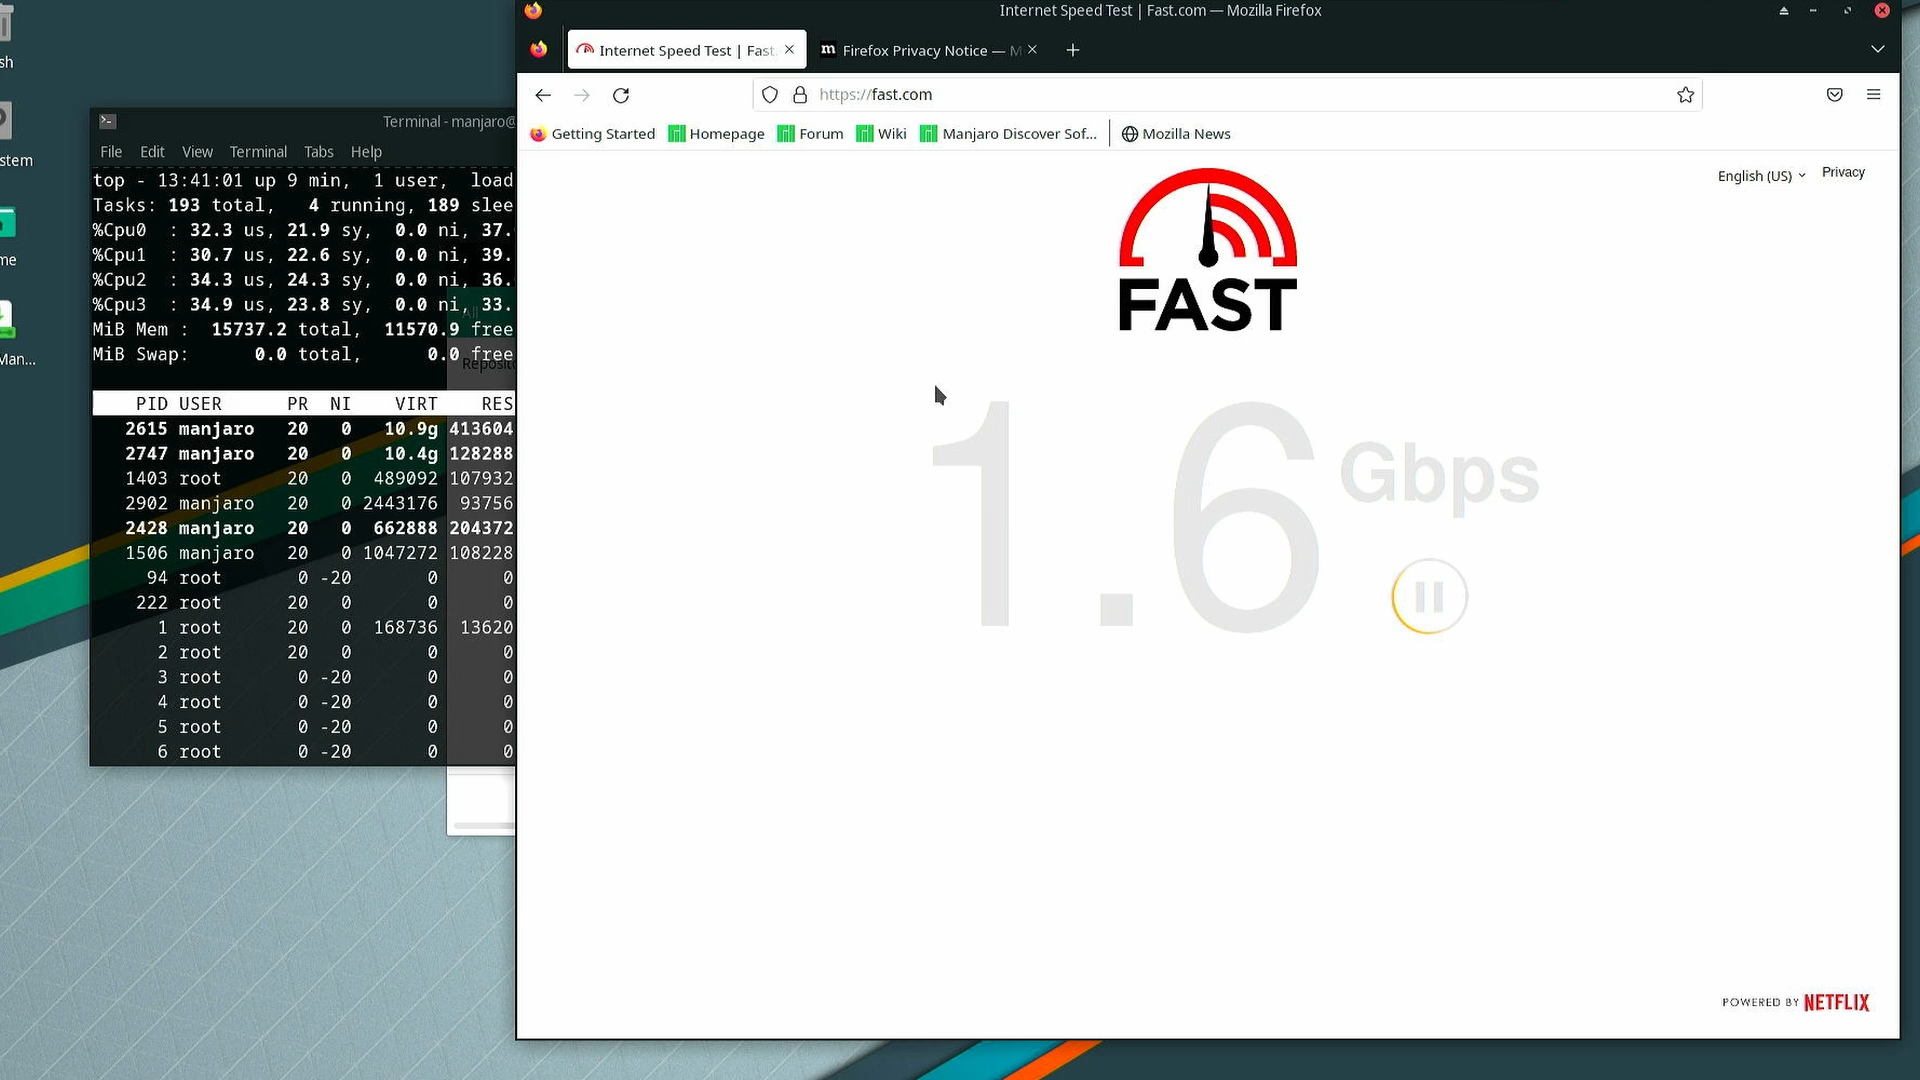 Internet Speed Test | Fast.com — Mozilla Firefox
Internet Speed Test | Fast.
Firefox Privacy Notice — M
https://fast.com
Getting Started
Homepage
Forum
Wiki
Manjaro Discover Sof...
Mozilla News
English (US)
Privacy
FAST
1.6 Gbps
POWERED BY NETFLIX
sh
stem
me
Man...
Terminal - manjaro@
File Edit View Terminal Tabs Help
top - 13:41:01 up 9 min, 1 user, load
Tasks: 193 total, 4 running, 189 slee
%Cpu0 : 32.3 us, 21.9 sy, 0.0 ni, 37.
%Cpu1 : 30.7 us, 22.6 sy, 0.0 ni, 39.
%Cpu2 : 34.3 us, 24.3 sy, 0.0 ni, 36.
%Cpu3 : 34.9 us, 23.8 sy, 0.0 ni, 33.
MiB Mem : 15737.2 total, 11570.9 free
MiB Swap: 0.0 total, 0.0 free
All
Reposito
PID USER PR NI VIRT RES
2615 manjaro 20 0 10.9g 413604
2747 manjaro 20 0 10.4g 128288
1403 root 20 0 489092 107932
2902 manjaro 20 0 2443176 93756
2428 manjaro 20 0 662888 204372
1506 manjaro 20 0 1047272 108228
94 root 0 -20 0 0
222 root 20 0 0 0
1 root 20 0 168736 13620
2 root 20 0 0 0
3 root 0 -20 0 0
4 root 0 -20 0 0
5 root 0 -20 0 0
6 root 0 -20 0 0